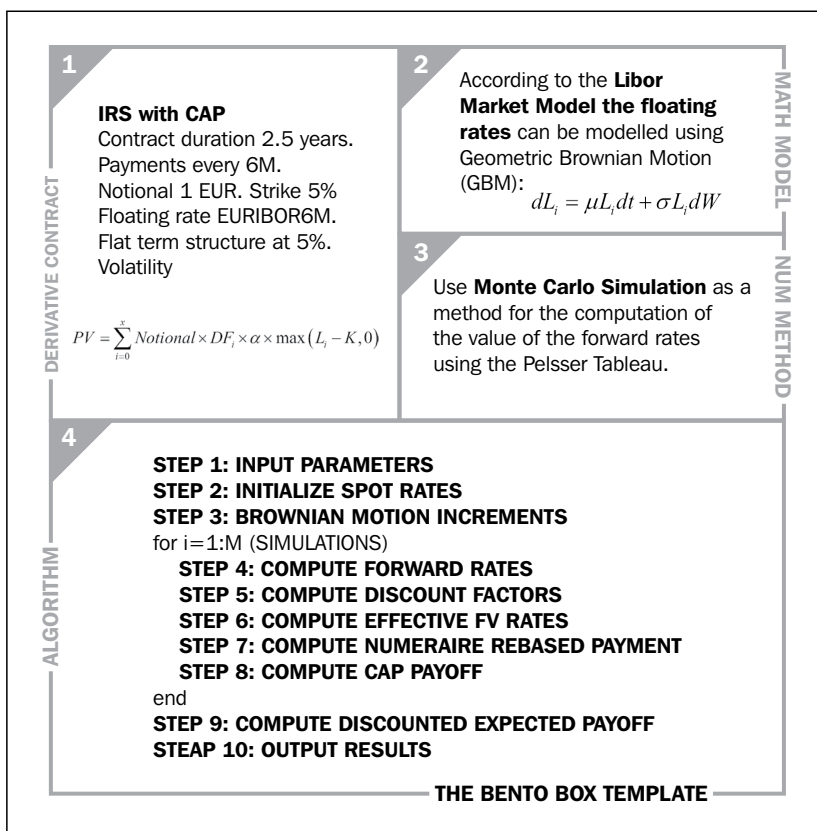 1
DERIVATIVE CONTRACT
IRS with CAP
Contract duration 2.5 years.
Payments every 6M.
Notional 1 EUR. Strike 5%
Floating rate EURIBOR6M.
Flat term structure at 5%.
Volatility
PV = \sum_{i=0}^{x} Notional × DF_i × α × max(L_i − K, 0)
2
MATH MODEL
According to the Libor
Market Model the floating
rates can be modelled using
Geometric Brownian Motion
(GBM):
dL_i = μL_i dt + σL_i dW
3
NUM METHOD
Use Monte Carlo Simulation as a
method for the computation of
the value of the forward rates
using the Pelsser Tableau.
4
ALGORITHM
STEP 1: INPUT PARAMETERS
STEP 2: INITIALIZE SPOT RATES
STEP 3: BROWNIAN MOTION INCREMENTS
for i=1:M (SIMULATIONS)
STEP 4: COMPUTE FORWARD RATES
STEP 5: COMPUTE DISCOUNT FACTORS
STEP 6: COMPUTE EFFECTIVE FV RATES
STEP 7: COMPUTE NUMERAIRE REBASED PAYMENT
STEP 8: COMPUTE CAP PAYOFF
end
STEP 9: COMPUTE DISCOUNTED EXPECTED PAYOFF
STEAP 10: OUTPUT RESULTS
THE BENTO BOX TEMPLATE